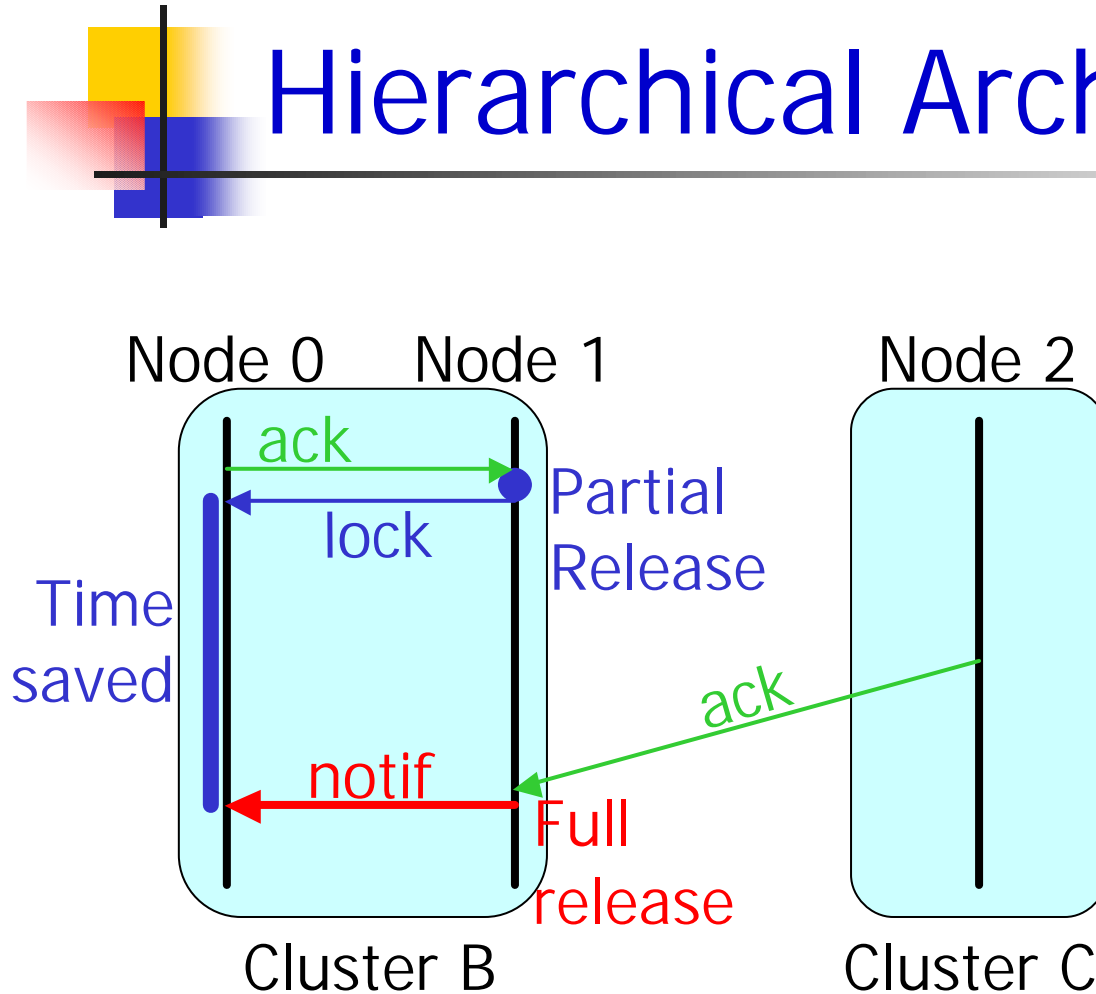 Hierarchical Arch
Node 0
Node 1
Node 2
ack
Partial
Release
lock
Time
saved
ack
notif
Full
release
Cluster B
Cluster C